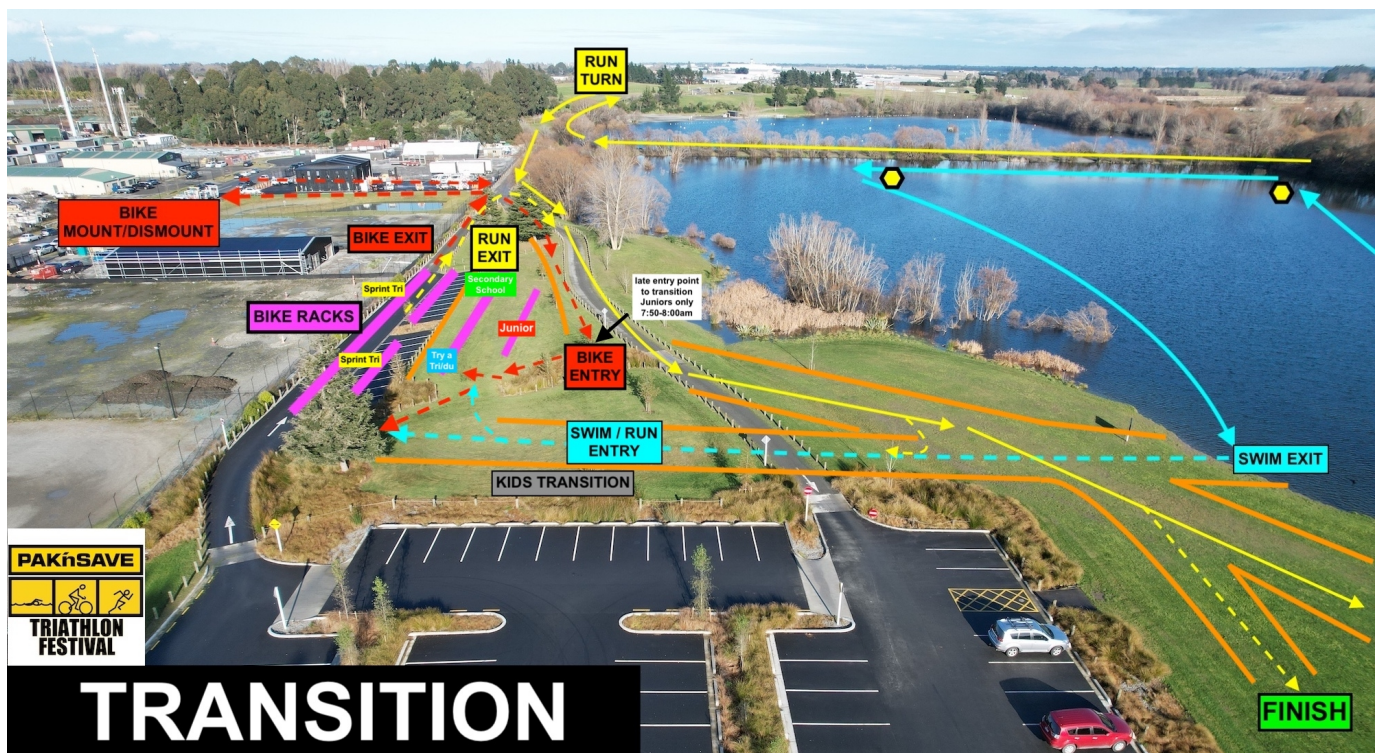 RUN
TURN
BIKE
MOUNT/DISMOUNT
BIKE EXIT
RUN
EXIT
Sprint Tri
Secondary
School
late entry point
to transition
Juniors only
7:50-8:00am
BIKE RACKS
Junior
Sprint Tri
Try a
Tri/du
BIKE
ENTRY
SWIM / RUN
ENTRY
SWIM EXIT
KIDS TRANSITION
PAK'nSAVE
TRIATHLON
FESTIVAL
TRANSITION
FINISH